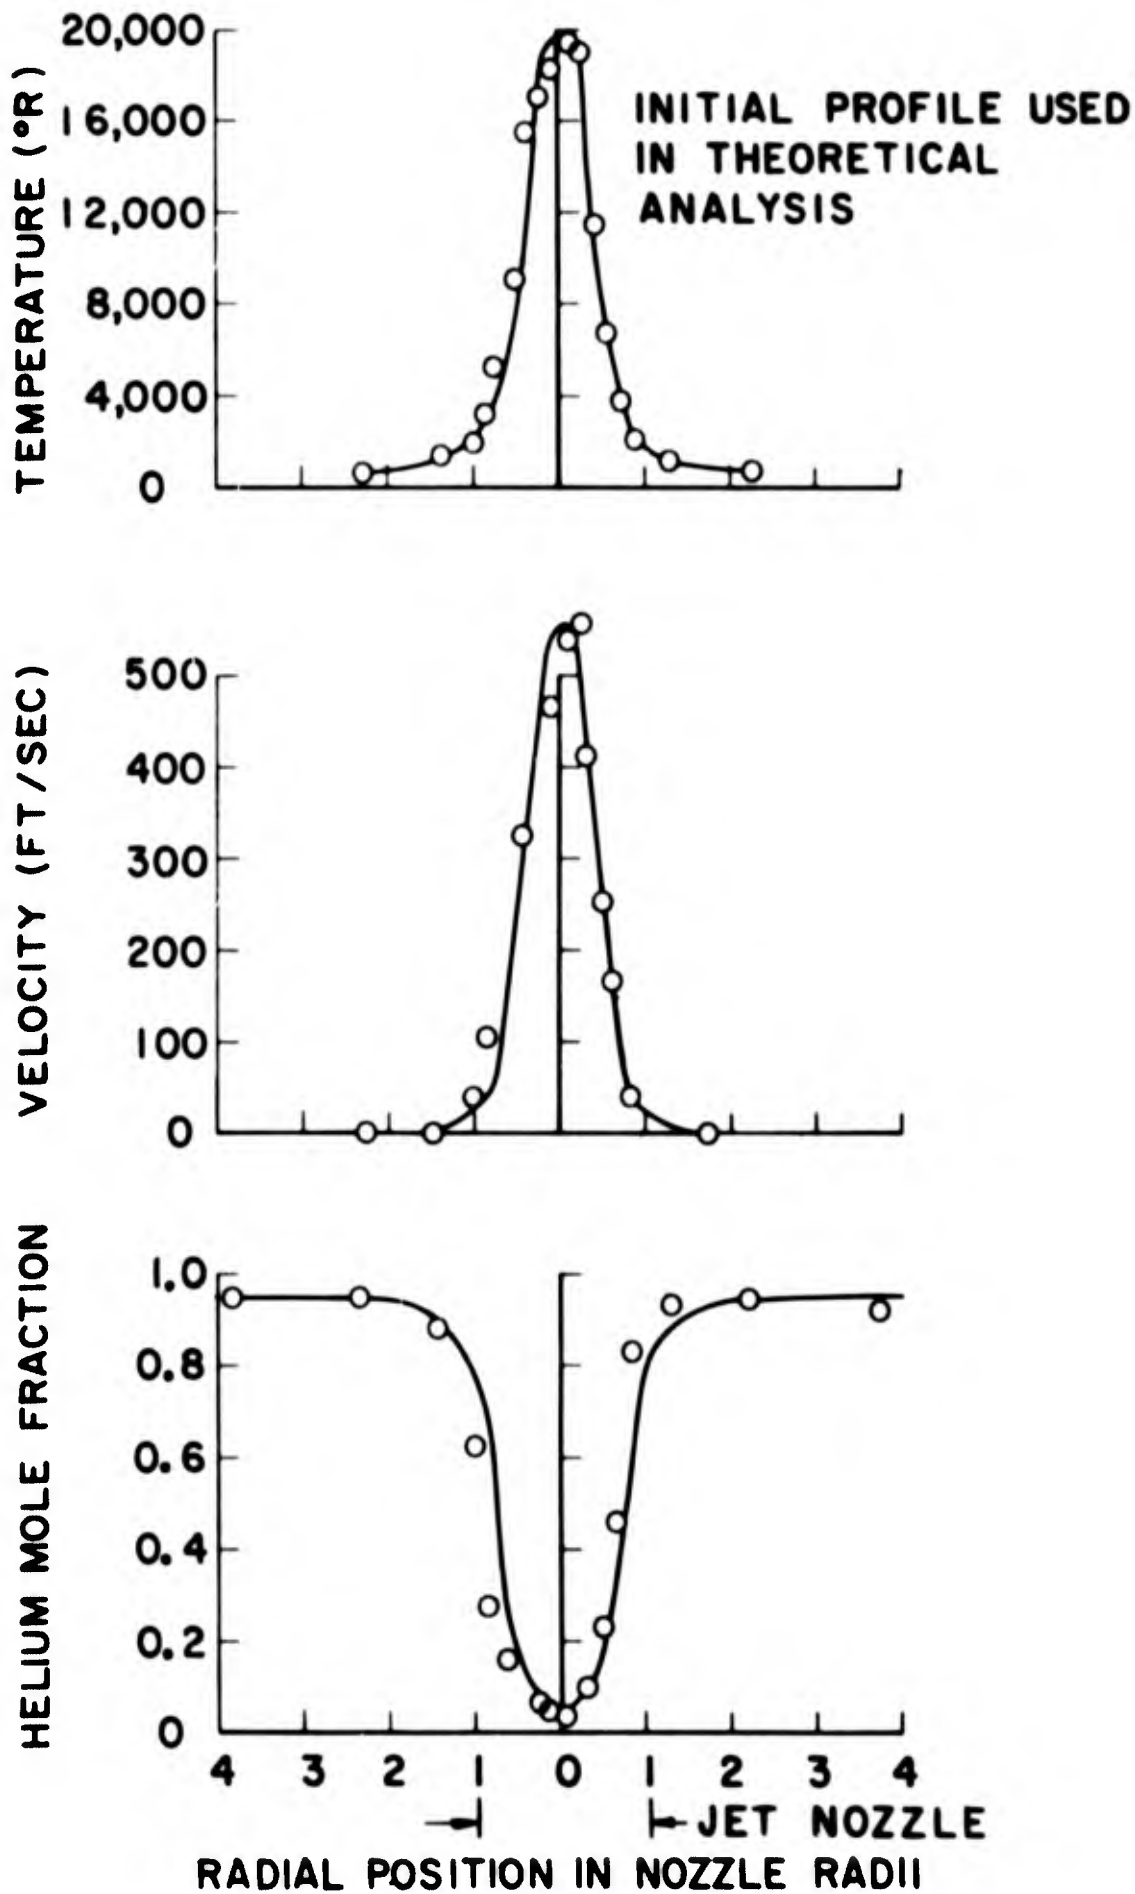 TEMPERATURE (°R)
20,000
16,000
12,000
8,000
4,000
0
INITIAL PROFILE USED
IN THEORETICAL
ANALYSIS
VELOCITY (FT/SEC)
500
400
300
200
100
0
HELIUM MOLE FRACTION
1.0
0.8
0.6
0.4
0.2
0
4 3 2 1 0 1 2 3 4
JET NOZZLE
RADIAL POSITION IN NOZZLE RADII